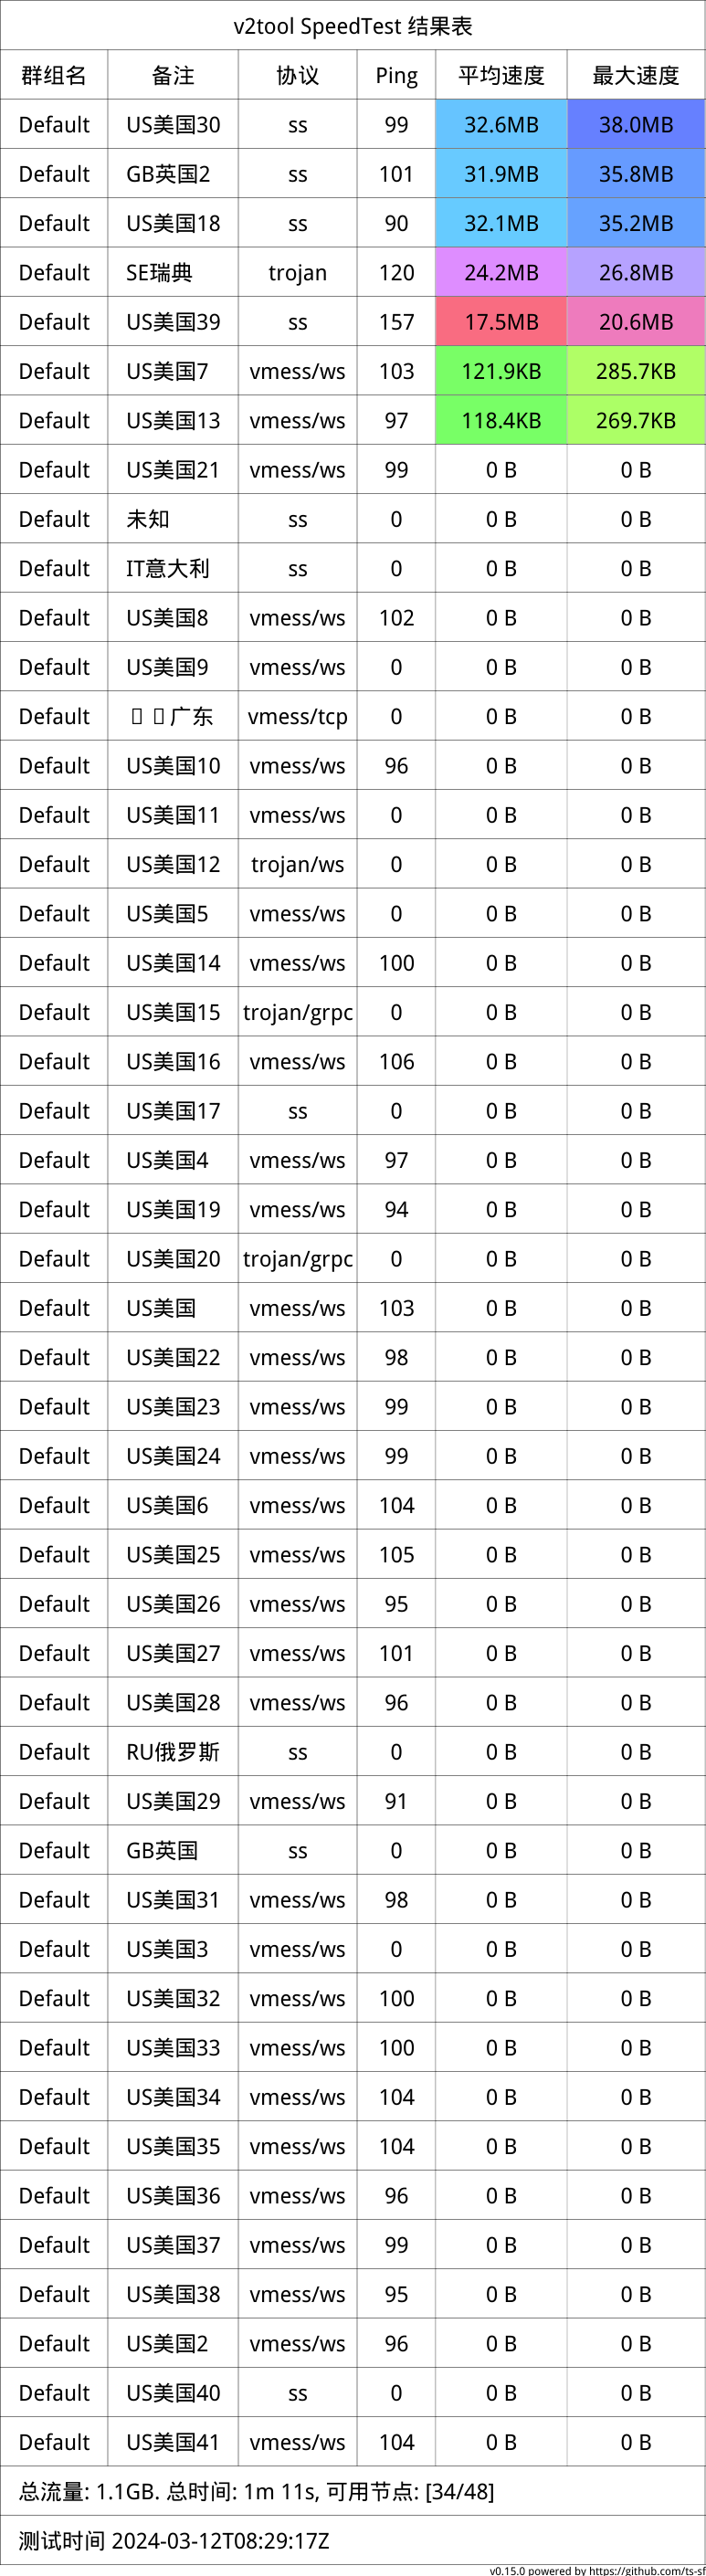 v2tool SpeedTest 结果表
群组名 备注 协议 Ping 平均速度 最大速度
Default US美国30 ss 99 32.6MB 38.0MB
Default GB英国2 ss 101 31.9MB 35.8MB
Default US美国18 ss 90 32.1MB 35.2MB
Default SE瑞典 trojan 120 24.2MB 26.8MB
Default US美国39 ss 157 17.5MB 20.6MB
Default US美国7 vmess/ws 103 121.9KB 285.7KB
Default US美国13 vmess/ws 97 118.4KB 269.7KB
Default US美国21 vmess/ws 99 0 B 0 B
Default 未知 ss 0 0 B 0 B
Default IT意大利 ss 0 0 B 0 B
Default US美国8 vmess/ws 102 0 B 0 B
Default US美国9 vmess/ws 0 0 B 0 B
Default 广东 vmess/tcp 0 0 B 0 B
Default US美国10 vmess/ws 96 0 B 0 B
Default US美国11 vmess/ws 0 0 B 0 B
Default US美国12 trojan/ws 0 0 B 0 B
Default US美国5 vmess/ws 0 0 B 0 B
Default US美国14 vmess/ws 100 0 B 0 B
Default US美国15 trojan/grpc 0 0 B 0 B
Default US美国16 vmess/ws 106 0 B 0 B
Default US美国17 ss 0 0 B 0 B
Default US美国4 vmess/ws 97 0 B 0 B
Default US美国19 vmess/ws 94 0 B 0 B
Default US美国20 trojan/grpc 0 0 B 0 B
Default US美国 vmess/ws 103 0 B 0 B
Default US美国22 vmess/ws 98 0 B 0 B
Default US美国23 vmess/ws 99 0 B 0 B
Default US美国24 vmess/ws 99 0 B 0 B
Default US美国6 vmess/ws 104 0 B 0 B
Default US美国25 vmess/ws 105 0 B 0 B
Default US美国26 vmess/ws 95 0 B 0 B
Default US美国27 vmess/ws 101 0 B 0 B
Default US美国28 vmess/ws 96 0 B 0 B
Default RU俄罗斯 ss 0 0 B 0 B
Default US美国29 vmess/ws 91 0 B 0 B
Default GB英国 ss 0 0 B 0 B
Default US美国31 vmess/ws 98 0 B 0 B
Default US美国3 vmess/ws 0 0 B 0 B
Default US美国32 vmess/ws 100 0 B 0 B
Default US美国33 vmess/ws 100 0 B 0 B
Default US美国34 vmess/ws 104 0 B 0 B
Default US美国35 vmess/ws 104 0 B 0 B
Default US美国36 vmess/ws 96 0 B 0 B
Default US美国37 vmess/ws 99 0 B 0 B
Default US美国38 vmess/ws 95 0 B 0 B
Default US美国2 vmess/ws 96 0 B 0 B
Default US美国40 ss 0 0 B 0 B
Default US美国41 vmess/ws 104 0 B 0 B
总流量: 1.1GB. 总时间: 1m 11s, 可用节点: [34/48]
测试时间 2024-03-12T08:29:17Z
v0.15.0 powered by https://github.com/ts-sf